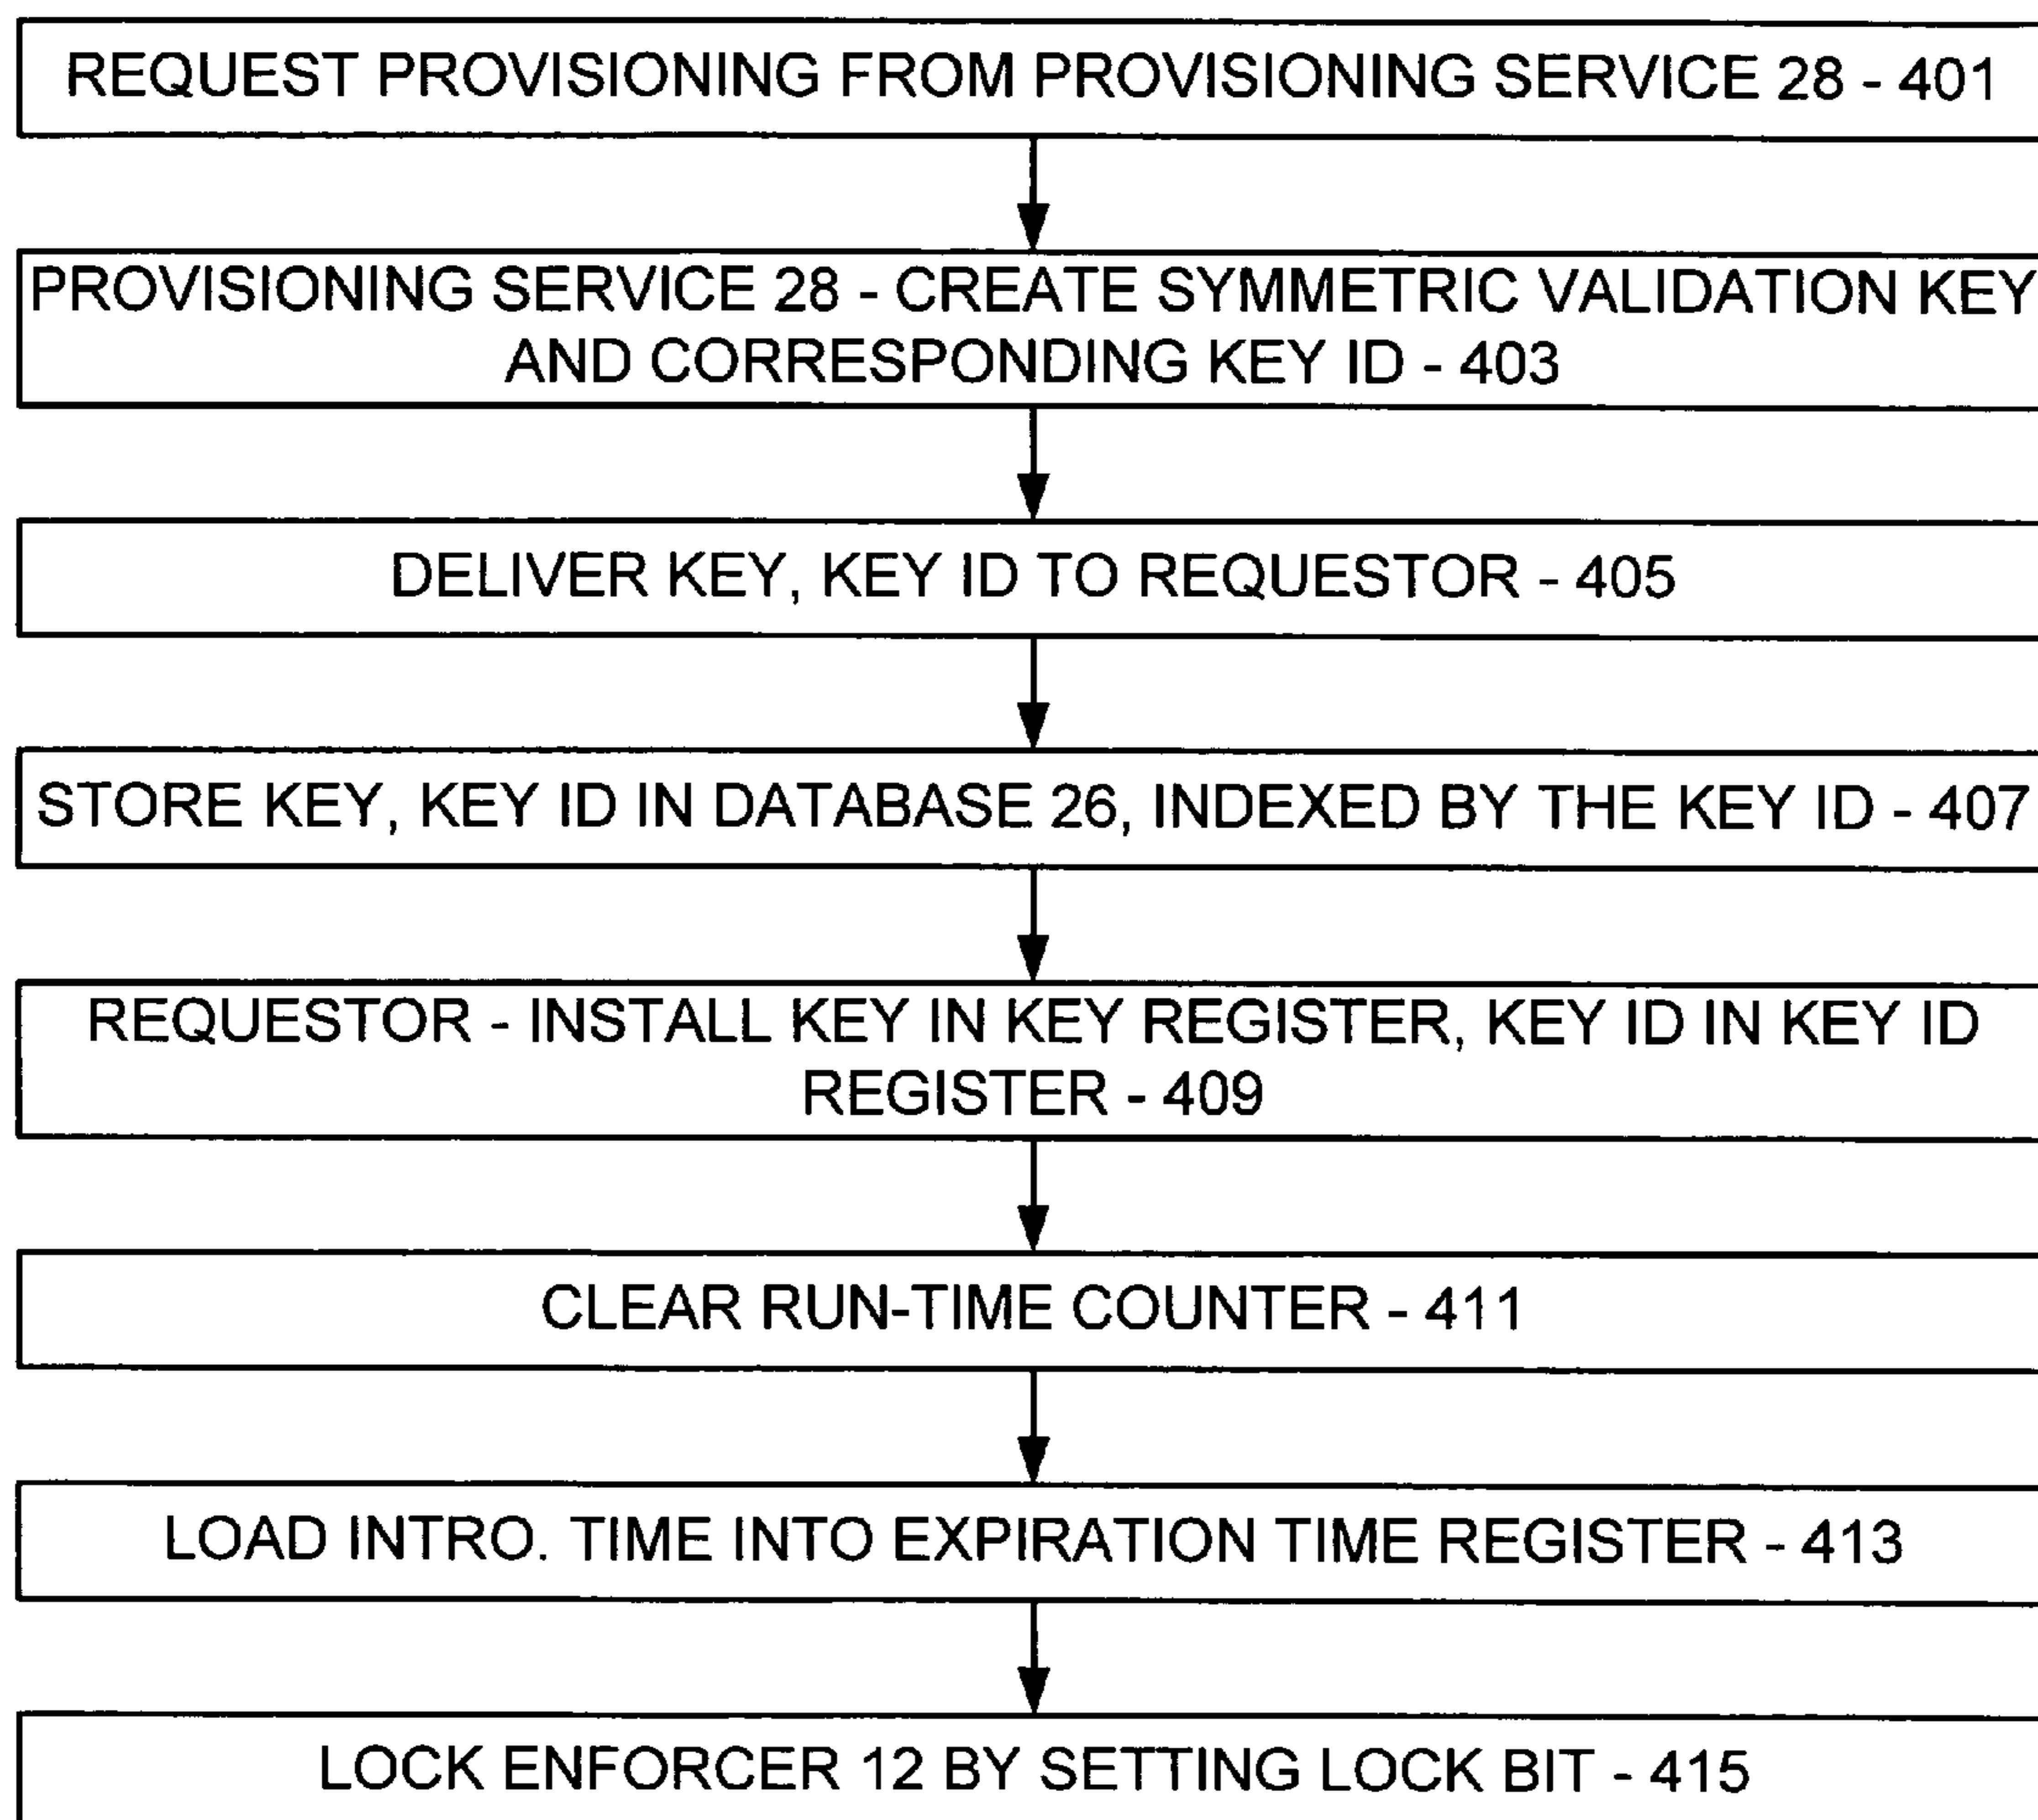 REQUEST PROVISIONING FROM PROVISIONING SERVICE 28 - 401
PROVISIONING SERVICE 28 - CREATE SYMMETRIC VALIDATION KEY
AND CORRESPONDING KEY ID - 403
DELIVER KEY, KEY ID TO REQUESTOR - 405
STORE KEY, KEY ID IN DATABASE 26, INDEXED BY THE KEY ID - 407
REQUESTOR - INSTALL KEY IN KEY REGISTER, KEY ID IN KEY ID
REGISTER - 409
CLEAR RUN-TIME COUNTER - 411
LOAD INTRO. TIME INTO EXPIRATION TIME REGISTER - 413
LOCK ENFORCER 12 BY SETTING LOCK BIT - 415